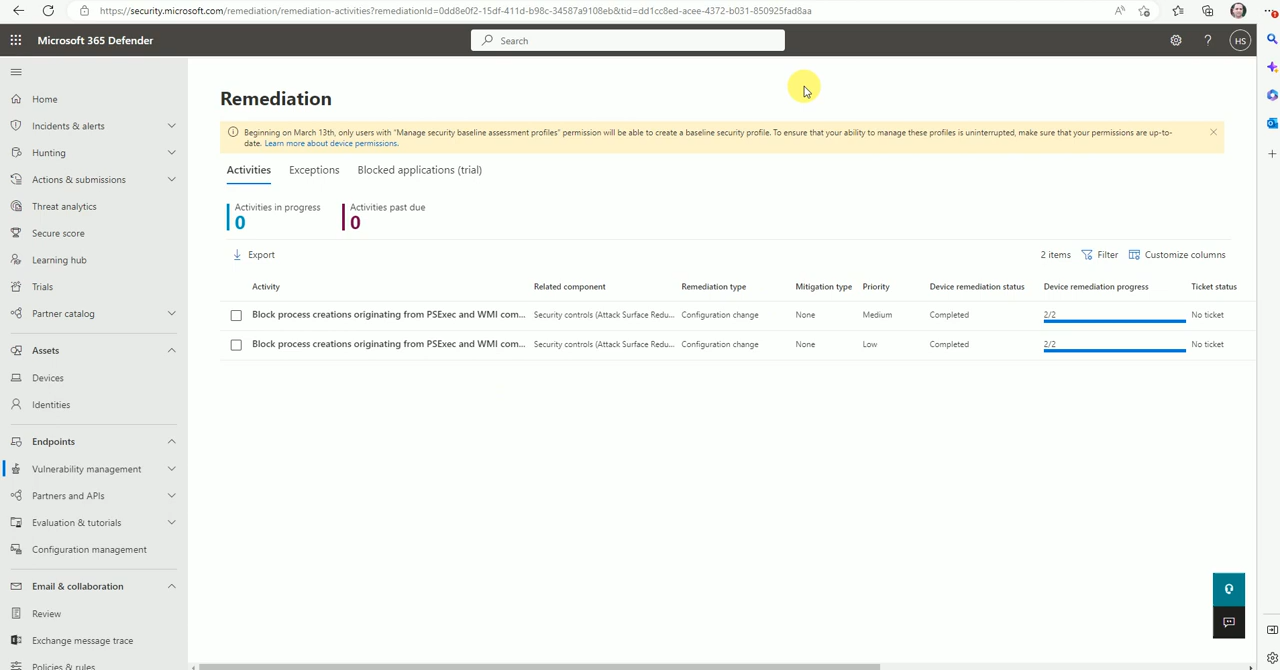 https://security.microsoft.com/remediation/remediation-activities?remediationId=0dd8e0f2-15df-411d-b98c-34587a9108eb&tid=dd1cc8ed-acee-4372-b031-850925fad8aa
Microsoft 365 Defender
Search
HS
Home
Incidents & alerts
Hunting
Actions & submissions
Threat analytics
Secure score
Learning hub
Trials
Partner catalog
Assets
Devices
Identities
Endpoints
Vulnerability management
Partners and APIs
Evaluation & tutorials
Configuration management
Email & collaboration
Review
Exchange message trace
Policies & rules
Remediation
Beginning on March 13th, only users with "Manage security baseline assessment profiles" permission will be able to create a baseline security profile. To ensure that your ability to manage these profiles is uninterrupted, make sure that your permissions are up-to-
date. Learn more about device permissions.
Activities Exceptions Blocked applications (trial)
Activities in progress Activities past due
0 0
Export 2 items Filter Customize columns
Activity Related component Remediation type Mitigation type Priority Device remediation status Device remediation progress Ticket status
Block process creations originating from PSExec and WMI com... Security controls (Attack Surface Redu... Configuration change None Medium Completed 2/2 No ticket
Block process creations originating from PSExec and WMI com... Security controls (Attack Surface Redu... Configuration change None Low Completed 2/2 No ticket